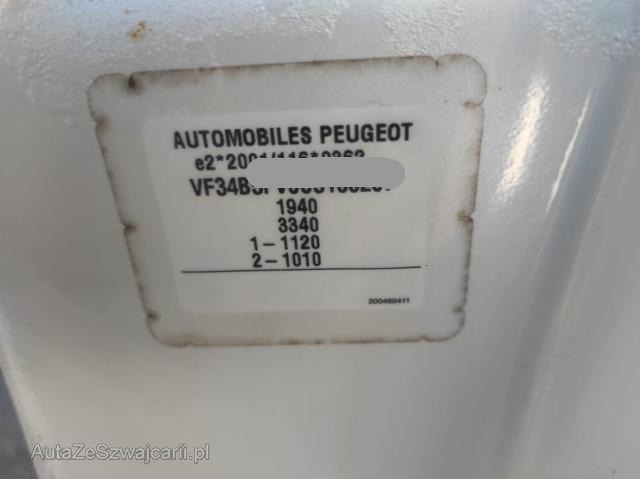 AUTOMOBILES PEUGEOT
1940
3340
1-1120
2-1010
200489411
AutaZeSzwajcarii.pl